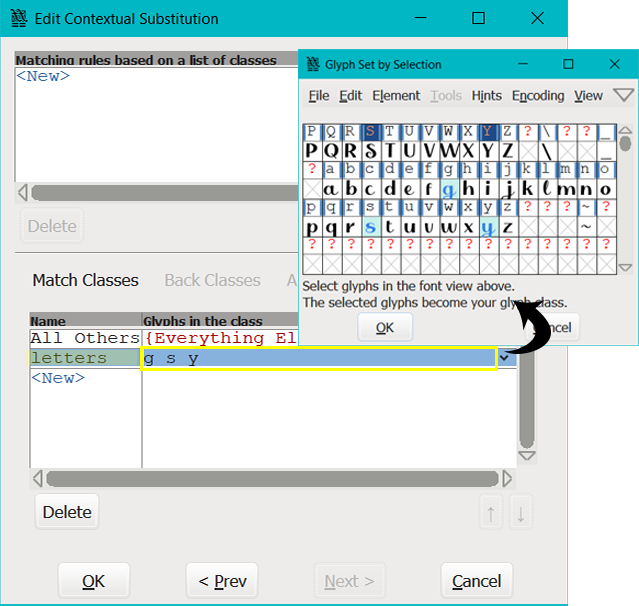 Edit Contextual Substitution
Matching rules based on a list of classes
<New>
Delete
Match Classes Back Classes A
Name Glyphs in the class
All Others {Everything El
letters g s y
<New>
Delete ↑ ↓
OK < Prev Next > Cancel
Glyph Set by Selection
File Edit Element Tools Hints Encoding View
P Q R S T U V W X Y Z ? \ ? ? _
P Q R S T U V W X Y Z \ _
? a b c d e f g h i j k l m n o
a b c d e f g h i j k l m n o
p q r s t u v w x y z ? ? ? ~ ?
p q r s t u v w x y z ~
? ? ? ? ? ? ? ? ? ? ? ? ? ? ? ?
Select glyphs in the font view above.
The selected glyphs become your glyph class.
OK ncel